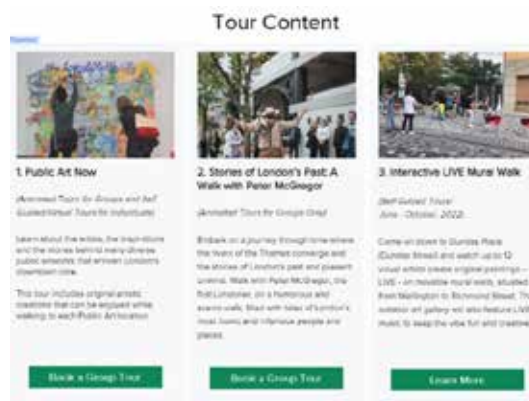 Tour Content
1. Public Art Now
(Animated Tours for Groups and Self
Guided/Virtual Tours for Individuals)
Learn about the artists, the inspirations
and the stories behind many diverse
public artworks that enliven London's
downtown core.
This tour includes original artistic
creations that can be enjoyed while
walking to each Public Art location.
Book a Group Tour
2. Stories of London's Past: A
Walk with Peter McGregor
(Animated Tours for Groups Only)
Embark on a journey through time where
the rivers of the Thames converge and
the stories of London's past and present
unwind. Walk with Peter McGregor, the
first Londoner, on a humorous and
scenic walk, filled with tales of London's
most iconic and infamous people and
places.
Book a Group Tour
3. Interactive LIVE Mural Walk
(Self Guided Tours)
June - October, 2022
Come on down to Dundas Place
(Dundas Street) and watch up to 12
visual artists create original paintings -
LIVE - on movable mural walls, situated
from Wellington to Richmond Street.
outdoor art gallery will also feature LIVE
music to keep the vibe fun and creative
Learn More